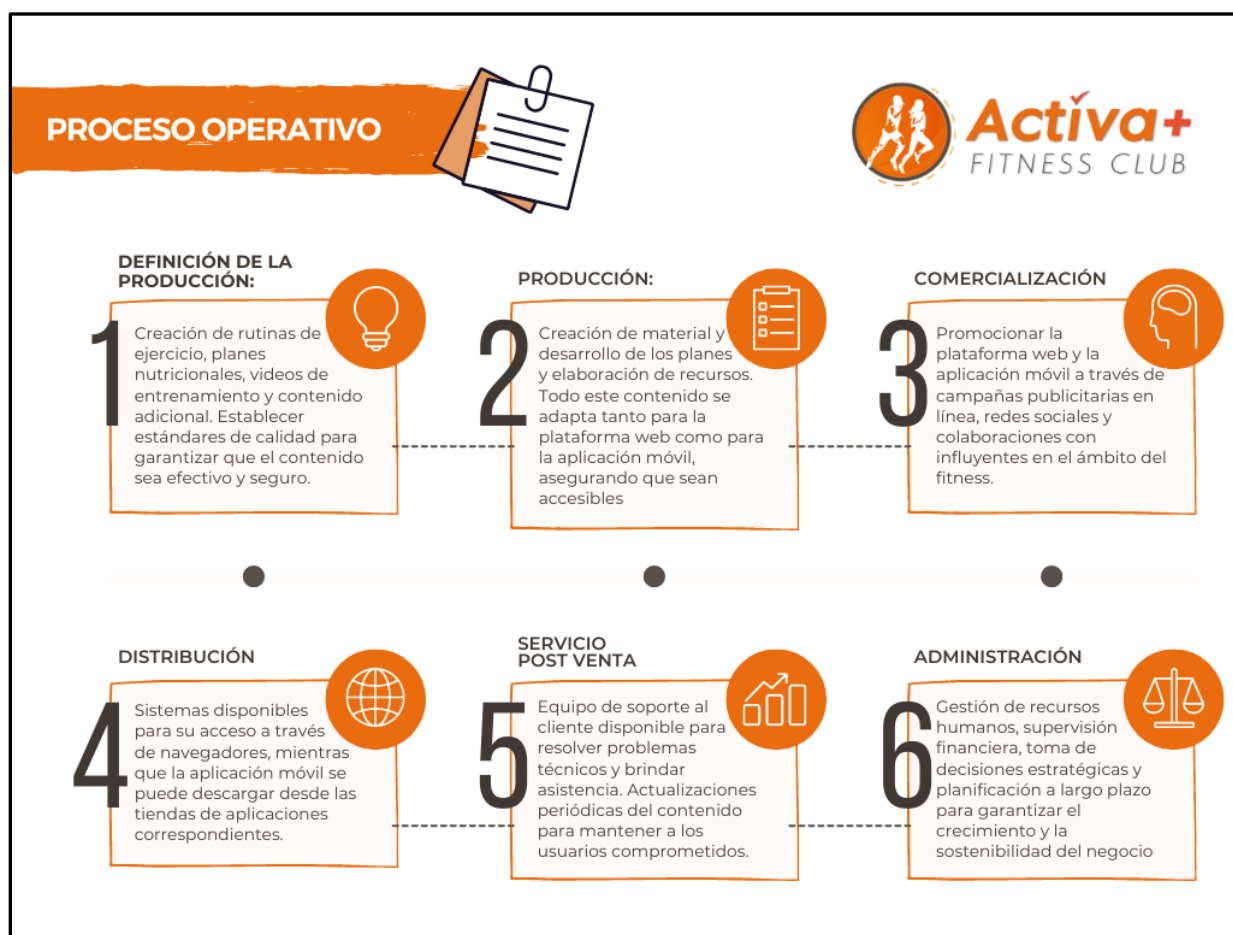 PROCESO OPERATIVO
Activa+
FITNESS CLUB
DEFINICIÓN DE LA
PRODUCCIÓN:
1
Creación de rutinas de
ejercicio, planes
nutricionales, videos de
entrenamiento y contenido
adicional. Establecer
estándares de calidad para
garantizar que el contenido
sea efectivo y seguro.
PRODUCCIÓN:
2
Creación de material y
desarrollo de los planes
y elaboración de recursos.
Todo este contenido se
adapta tanto para la
plataforma web como para
la aplicación móvil,
asegurando que sean
accesibles
COMERCIALIZACIÓN
3
Promocionar la
plataforma web y la
aplicación móvil a través de
campañas publicitarias en
línea, redes sociales y
colaboraciones con
influyentes en el ámbito del
fitness.
DISTRIBUCIÓN
4
Sistemas disponibles
para su acceso a través
de navegadores, mientras
que la aplicación móvil se
puede descargar desde las
tiendas de aplicaciones
correspondientes.
SERVICIO
POST VENTA
5
Equipo de soporte al
cliente disponible para
resolver problemas
técnicos y brindar
asistencia. Actualizaciones
periódicas del contenido
para mantener a los
usuarios comprometidos.
ADMINISTRACIÓN
6
Gestión de recursos
humanos, supervisión
financiera, toma de
decisiones estratégicas y
planificación a largo plazo
para garantizar el
crecimiento y la
sostenibilidad del negocio